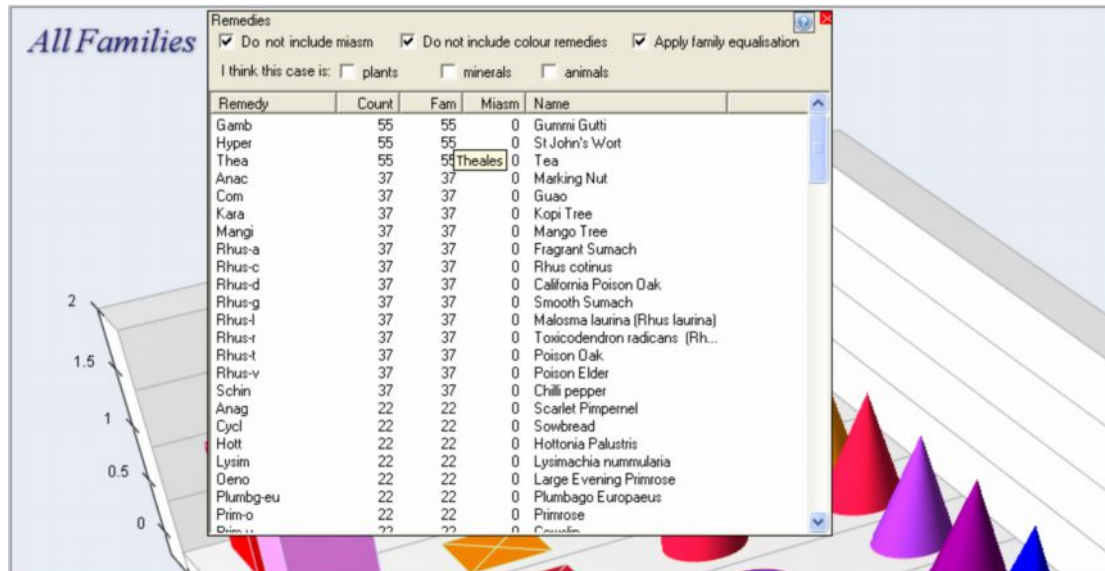 All Families
Remedies
Do not include miasm Do not include colour remedies Apply family equalisation
I think this case is: plants minerals animals
Remedy Count Fam Miasm Name
Gamb 55 55 0 Gummi Gutti
Hyper 55 55 0 St John's Wort
Thea 55 55 Theales 0 Tea
Anac 37 37 0 Marking Nut
Com 37 37 0 Guao
Kara 37 37 0 Kopi Tree
Mangi 37 37 0 Mango Tree
Rhus-a 37 37 0 Fragrant Sumach
Rhus-c 37 37 0 Rhus cotinus
Rhus-d 37 37 0 California Poison Oak
Rhus-g 37 37 0 Smooth Sumach
Rhus-l 37 37 0 Malosma laurina (Rhus laurina)
Rhus-r 37 37 0 Toxicodendron radicans (Rh...
Rhus-t 37 37 0 Poison Oak
Rhus-v 37 37 0 Poison Elder
Schin 37 37 0 Chilli pepper
Anag 22 22 0 Scarlet Pimpernel
Cycl 22 22 0 Sowbread
Hott 22 22 0 Hottonia Palustris
Lysim 22 22 0 Lysimachia nummularia
Oeno 22 22 0 Large Evening Primrose
Plumbg-eu 22 22 0 Plumbago Europaeus
Prim-o 22 22 0 Primrose
22 22 0
2
1.5
1
0.5
0